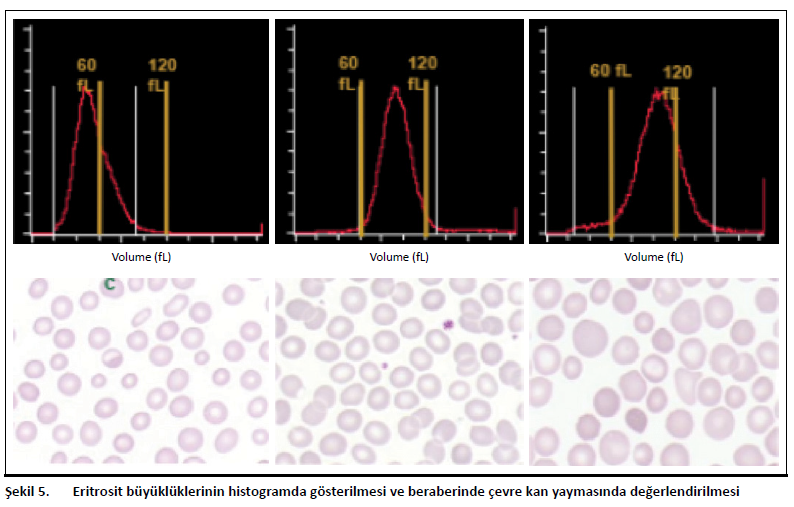 60
fL
120
fL
60
fL
120
fL
60 fL
120
fL
Volume (fL)
Volume (fL)
Volume (fL)
C
Şekil 5. Eritrosit büyüklüklerinin histogramda gösterilmesi ve beraberinde çevre kan yaymasında değerlendirilmesi